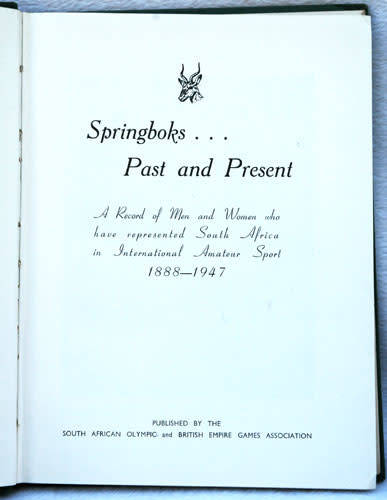 Springboks . . .
Past and Present
A Record of Men and Women who
have represented South Africa
in International Amateur Sport
1888—1947
PUBLISHED BY THE
SOUTH AFRICAN OLYMPIC and BRITISH EMPIRE GAMES ASSOCIATION